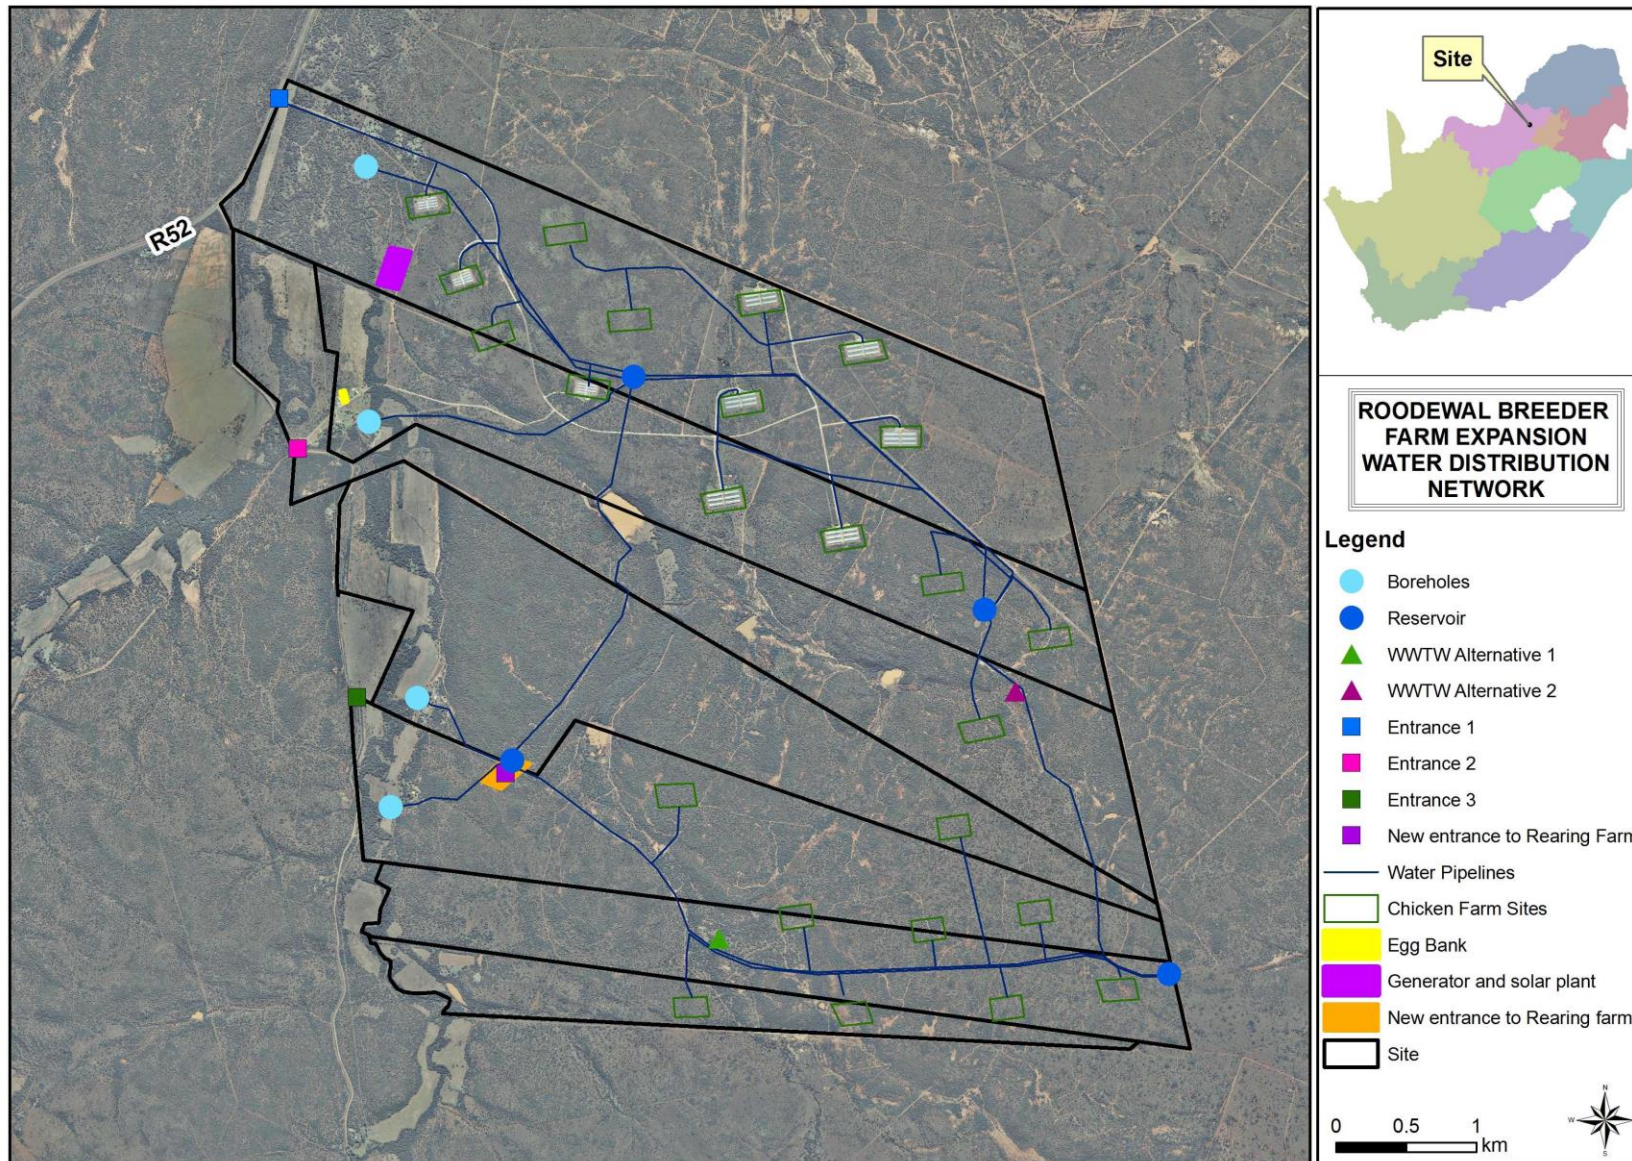 R52
Site
ROODEWAL BREEDER
FARM EXPANSION
WATER DISTRIBUTION
NETWORK
Legend
Boreholes
Reservoir
WWTW Alternative 1
WWTW Alternative 2
Entrance 1
Entrance 2
Entrance 3
New entrance to Rearing Farm
Water Pipelines
Chicken Farm Sites
Egg Bank
Generator and solar plant
New entrance to Rearing farm
Site
N
W
S
0 0.5 1
km